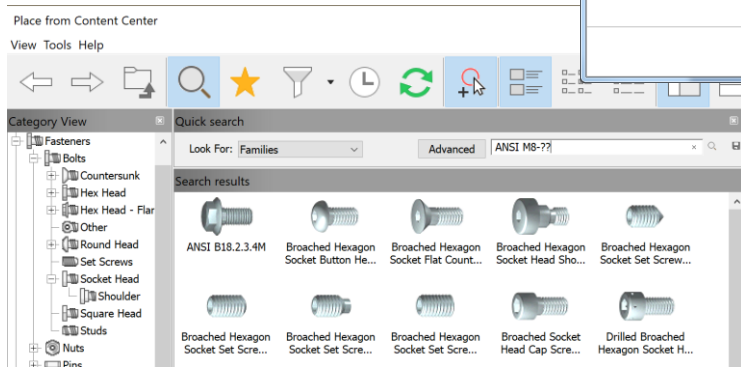 Place from Content Center
View Tools Help
Category View
Quick search
Fasteners
Bolts
Countersunk
Hex Head
Hex Head - Flar
Other
Round Head
Set Screws
Socket Head
Shoulder
Square Head
Studs
Nuts
Pins
Look For: Families
Advanced
ANSI M8-??
Search results
ANSI B18.2.3.4M
Broached Hexagon
Socket Button He...
Broached Hexagon
Socket Flat Count...
Broached Hexagon
Socket Head Sho...
Broached Hexagon
Socket Set Screw...
Broached Hexagon
Socket Set Scre...
Broached Hexagon
Socket Set Scre...
Broached Hexagon
Socket Set Scre...
Broached Socket
Head Cap Scre...
Drilled Broached
Hexagon Socket H...